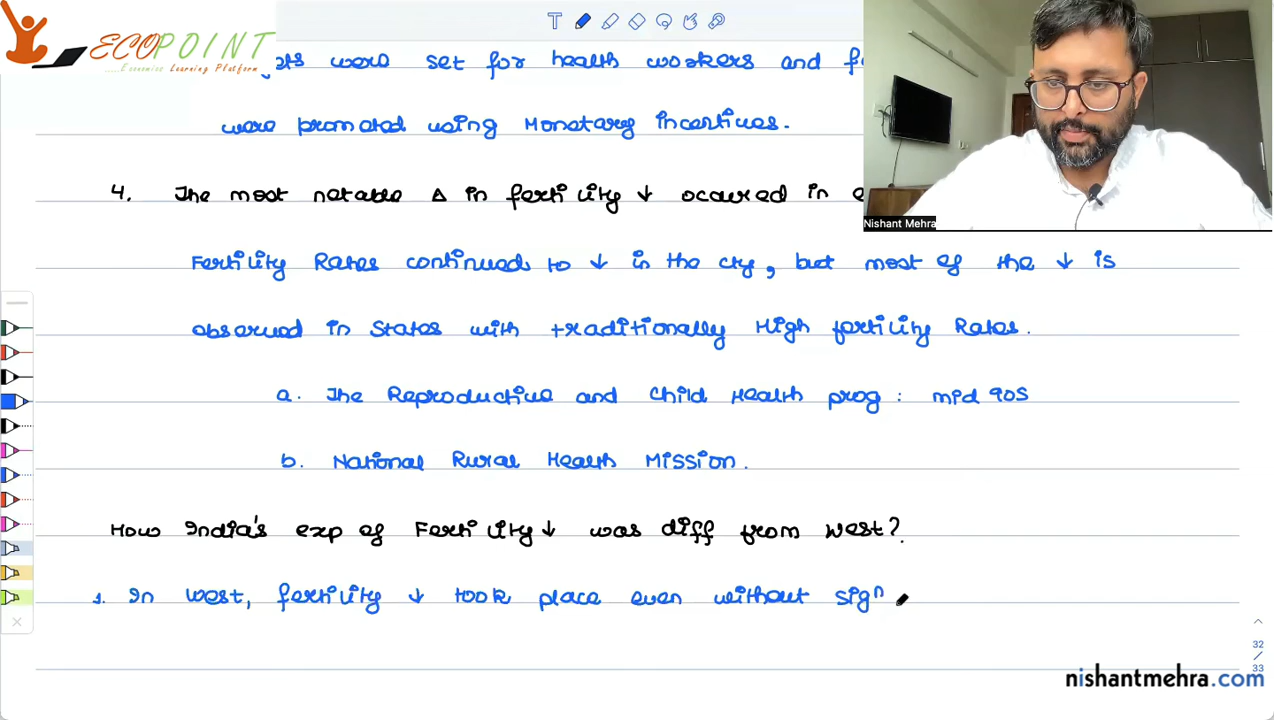 ECOPOINT
.....Economics Learning Platform
ets were set for health workers and f
were promoted using Monetary incentives.
4. The most notable Δ in fertility ↓ occured in e
Fertility Rates continued to ↓ in the cty, but most of the ↓ is
observed in States with traditionally High fertility Rates.
a. The Reproductive and Child Health prog : mid 90s
b. National Rural Health Mission.
How India's exp of Fertility ↓ was diff from West?
1. In west, fertility ↓ took place even without signⁿ
Nishant Mehra
32
/
33
nishantmehra.com